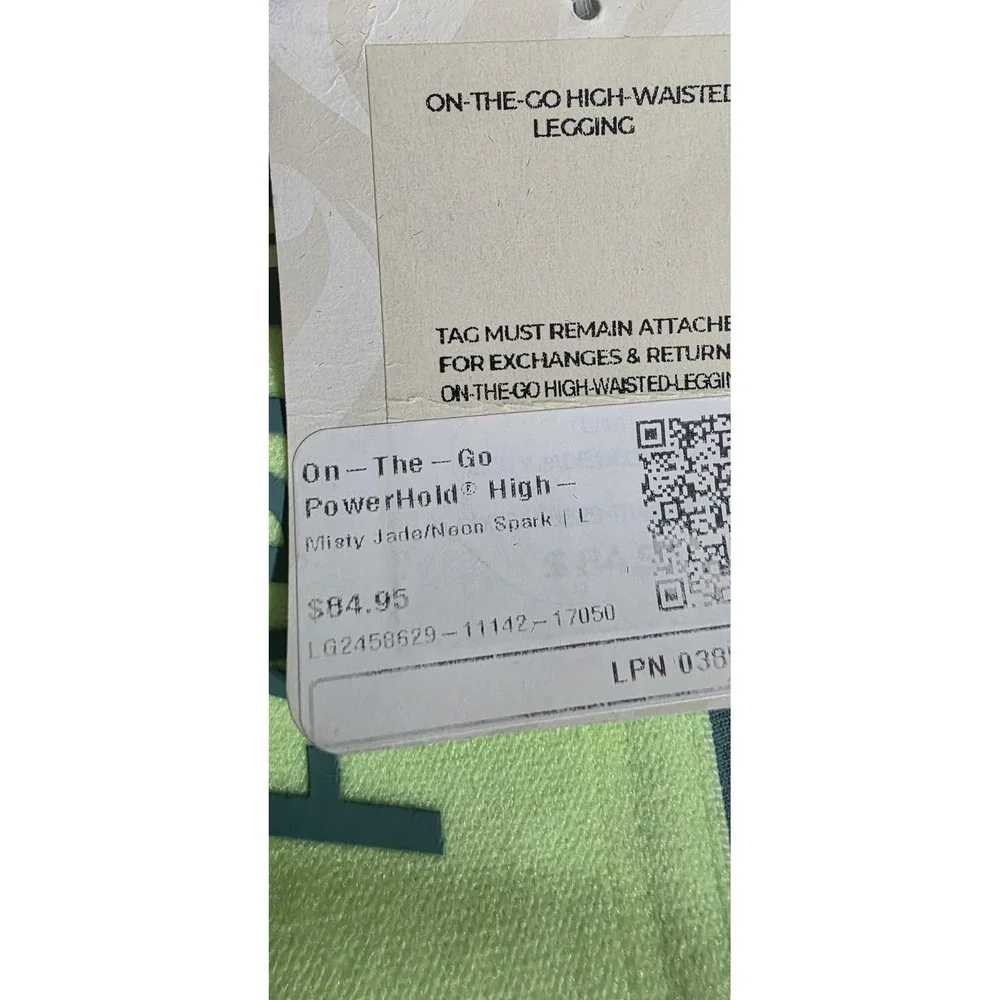 ON-THE-GO HIGH-WAISTED
LEGGING
TAG MUST REMAIN ATTACHE
FOR EXCHANGES & RETURN
ON-THE-GO HIGH-WAISTED-LEGGIN
On – The – Go
PowerHold® High –
Misty Jade/Neon Spark | L
$84.95
LG2458629-11142-17050
LPN 038